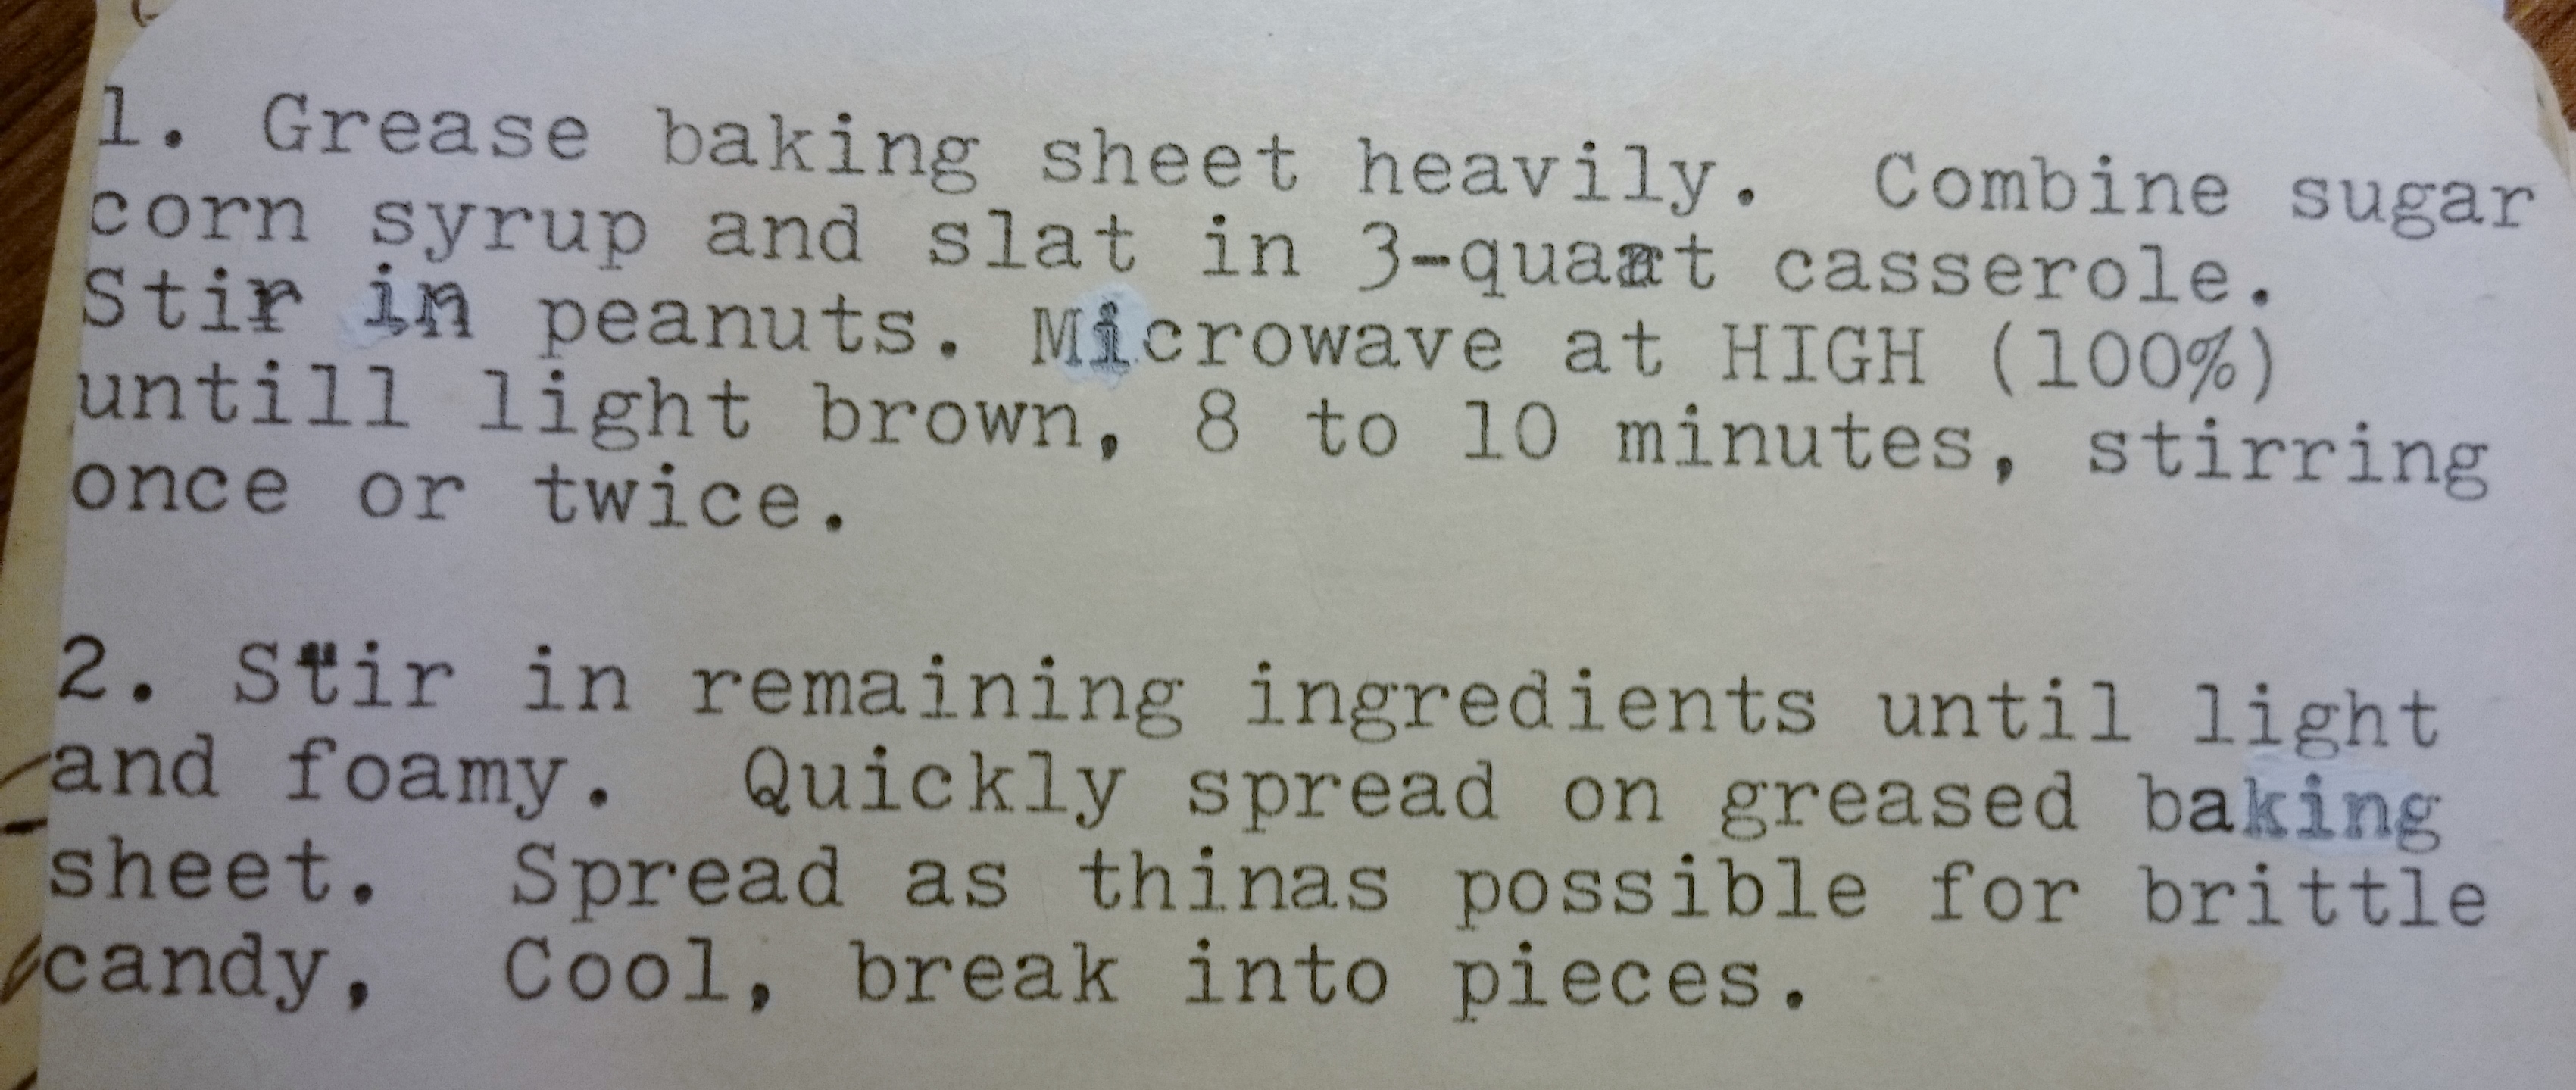 1. Grease baking sheet heavily.  Combine sugar
corn syrup and slat in 3-quart casserole.
Stir in peanuts. Microwave at HIGH (100%)
untill light brown, 8 to 10 minutes, stirring
once or twice.
2. Stir in remaining ingredients until light
and foamy.  Quickly spread on greased baking
sheet.  Spread as thinas possible for brittle
candy,  Cool, break into pieces.